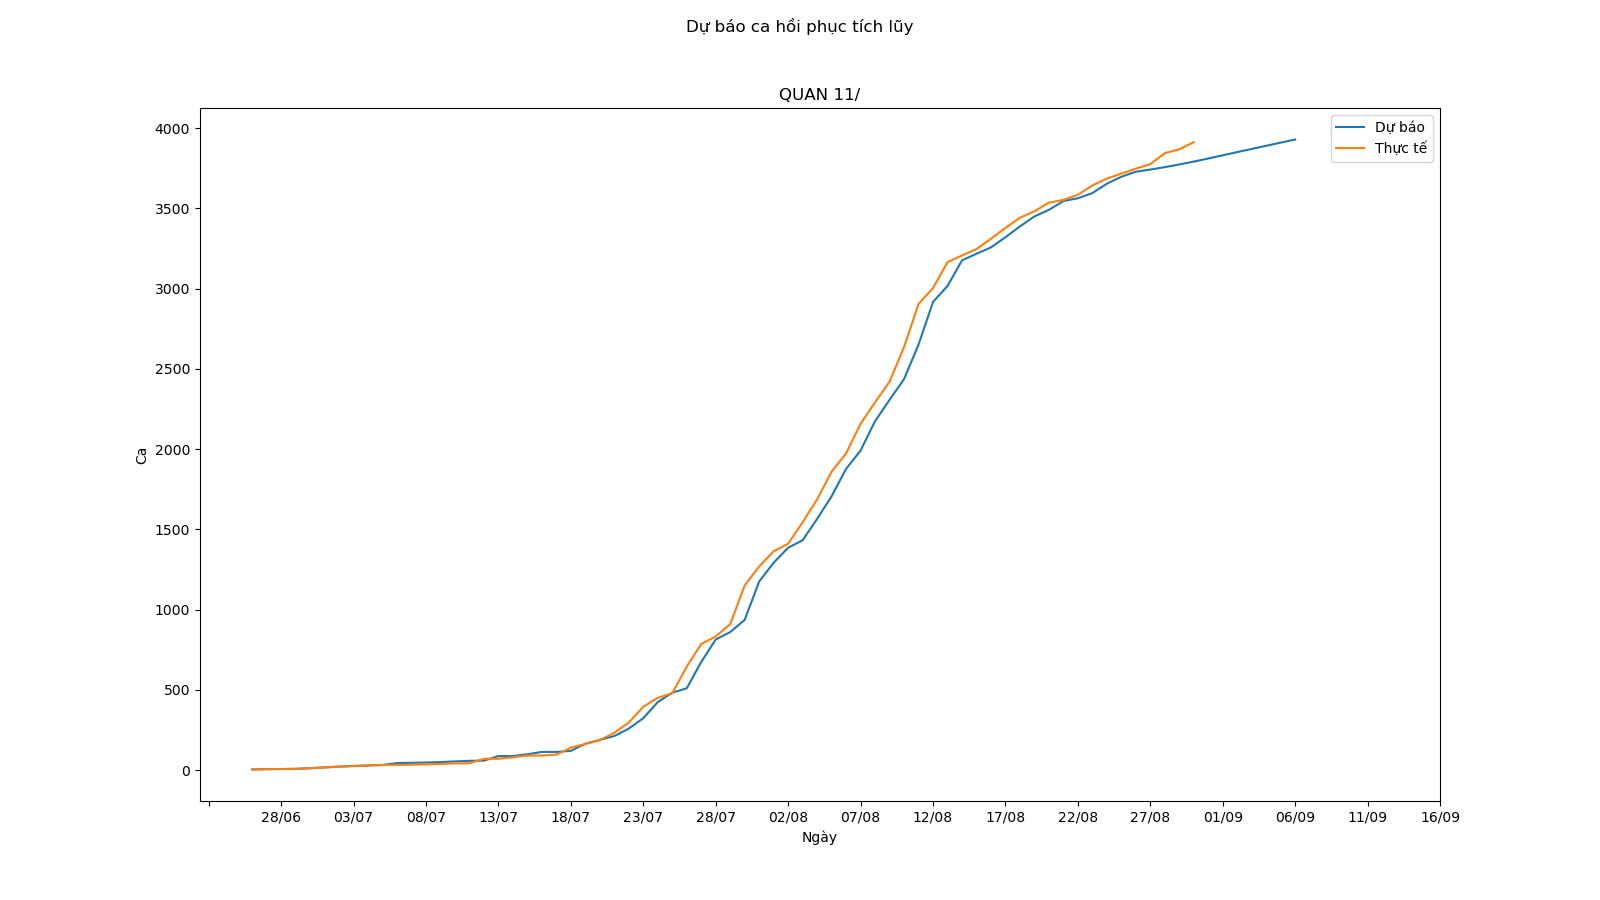 Dự báo ca hồi phục tích lũy
QUAN 11/
Dự báo
Thực tế
4000
3500
3000
2500
2000
1500
1000
500
0
Ca
28/06 03/07 08/07 13/07 18/07 23/07 28/07 02/08 07/08 12/08 17/08 22/08 27/08 01/09 06/09 11/09 16/09
Ngày